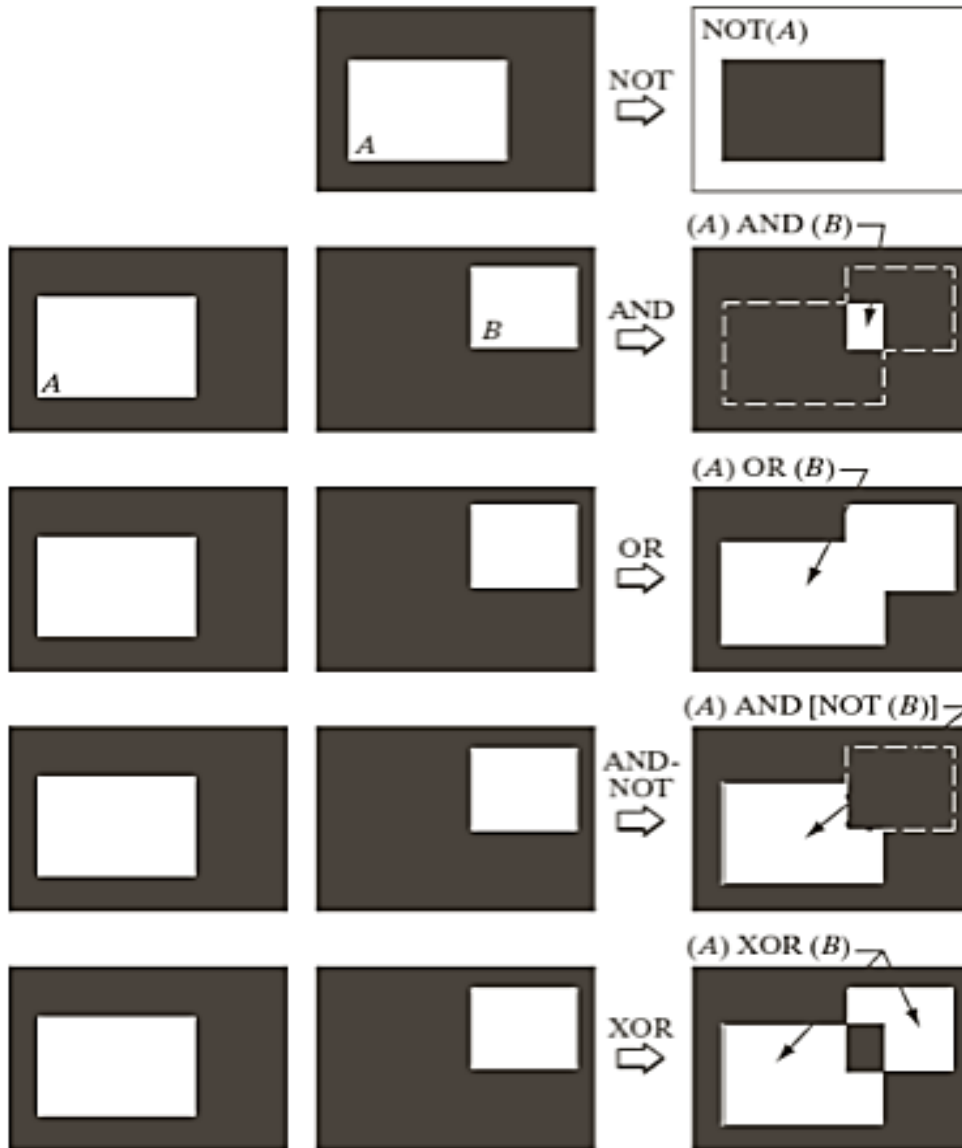 NOT(A)
NOT
A
(A) AND (B)
A
B
AND
(A) OR (B)
OR
(A) AND [NOT (B)]
AND-
NOT
(A) XOR (B)
XOR